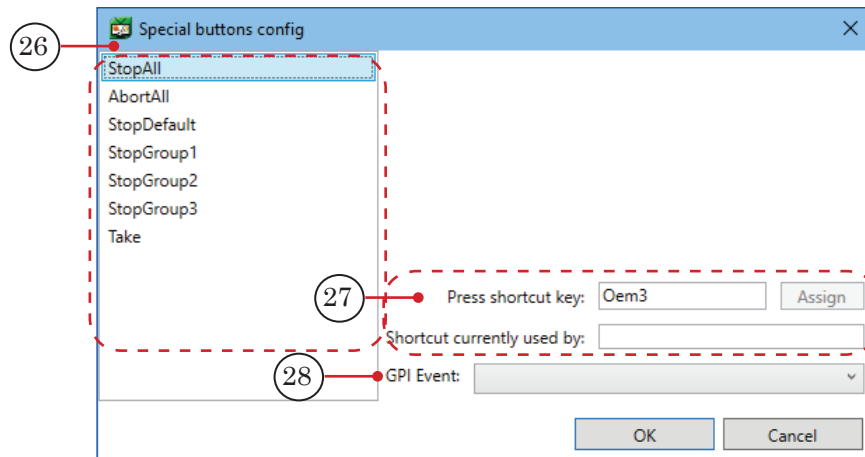 Special buttons config
26
StopAll
AbortAll
StopDefault
StopGroup1
StopGroup2
StopGroup3
Take
27
Press shortcut key: Oem3 Assign
Shortcut currently used by:
28
GPI Event:
OK Cancel